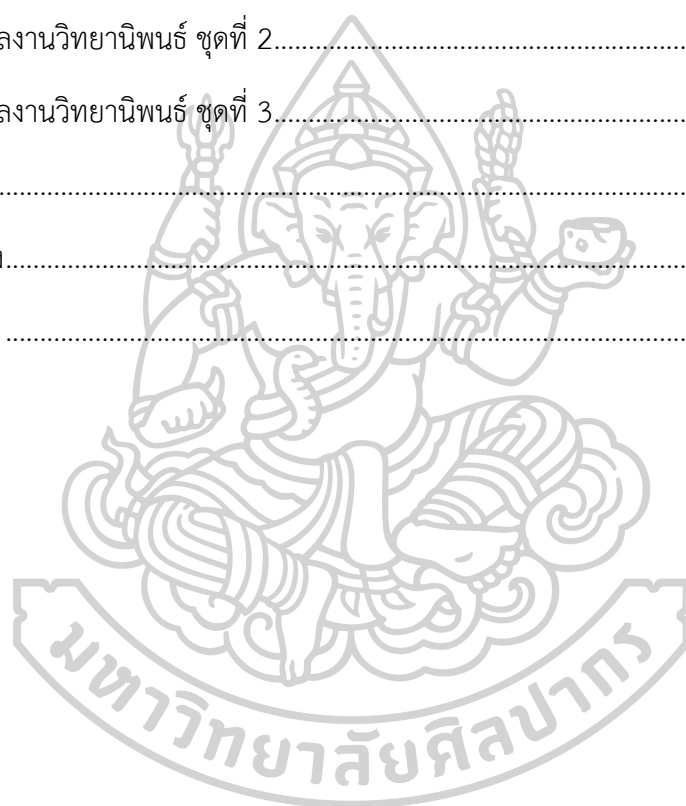 ลงานวิทยานิพนธ์ ชุดที่ 2
ลงานวิทยานิพนธ์ ชุดที่ 3
มหาวิทยาลัยศิลปากร